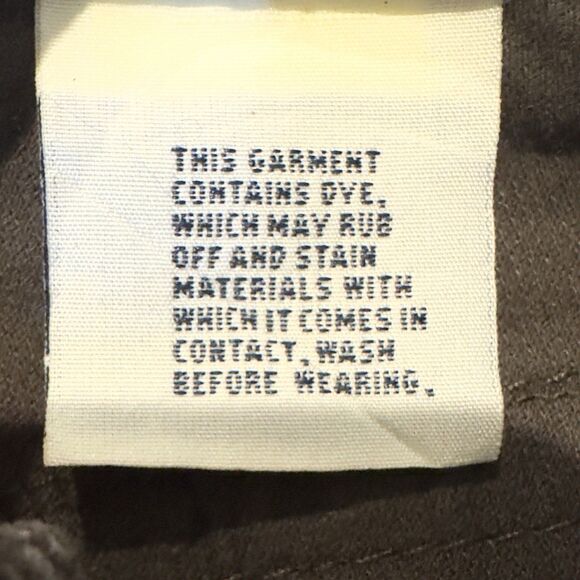 THIS GARMENT
CONTAINS DYE,
WHICH MAY RUB
OFF AND STAIN
MATERIALS WITH
WHICH IT COMES IN
CONTACT, WASH
BEFORE WEARING.